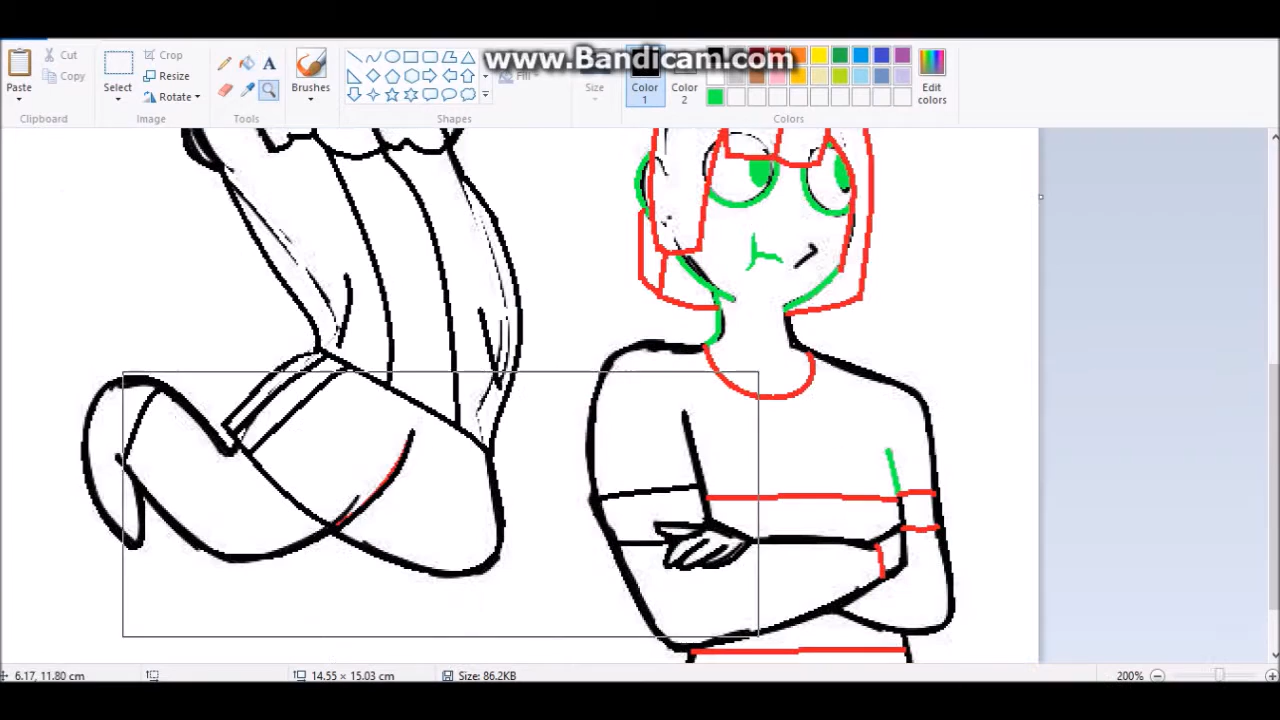 www.Bandicam.com
Cut
Copy
Paste
Clipboard
Crop
Resize
Rotate
Select
Image
Tools
Brushes
Fill
Shapes
Size
Color
1
Color
2
Edit
colors
Colors
6.17, 11.80 cm
14.55 × 15.03 cm
Size: 86.2KB
200%